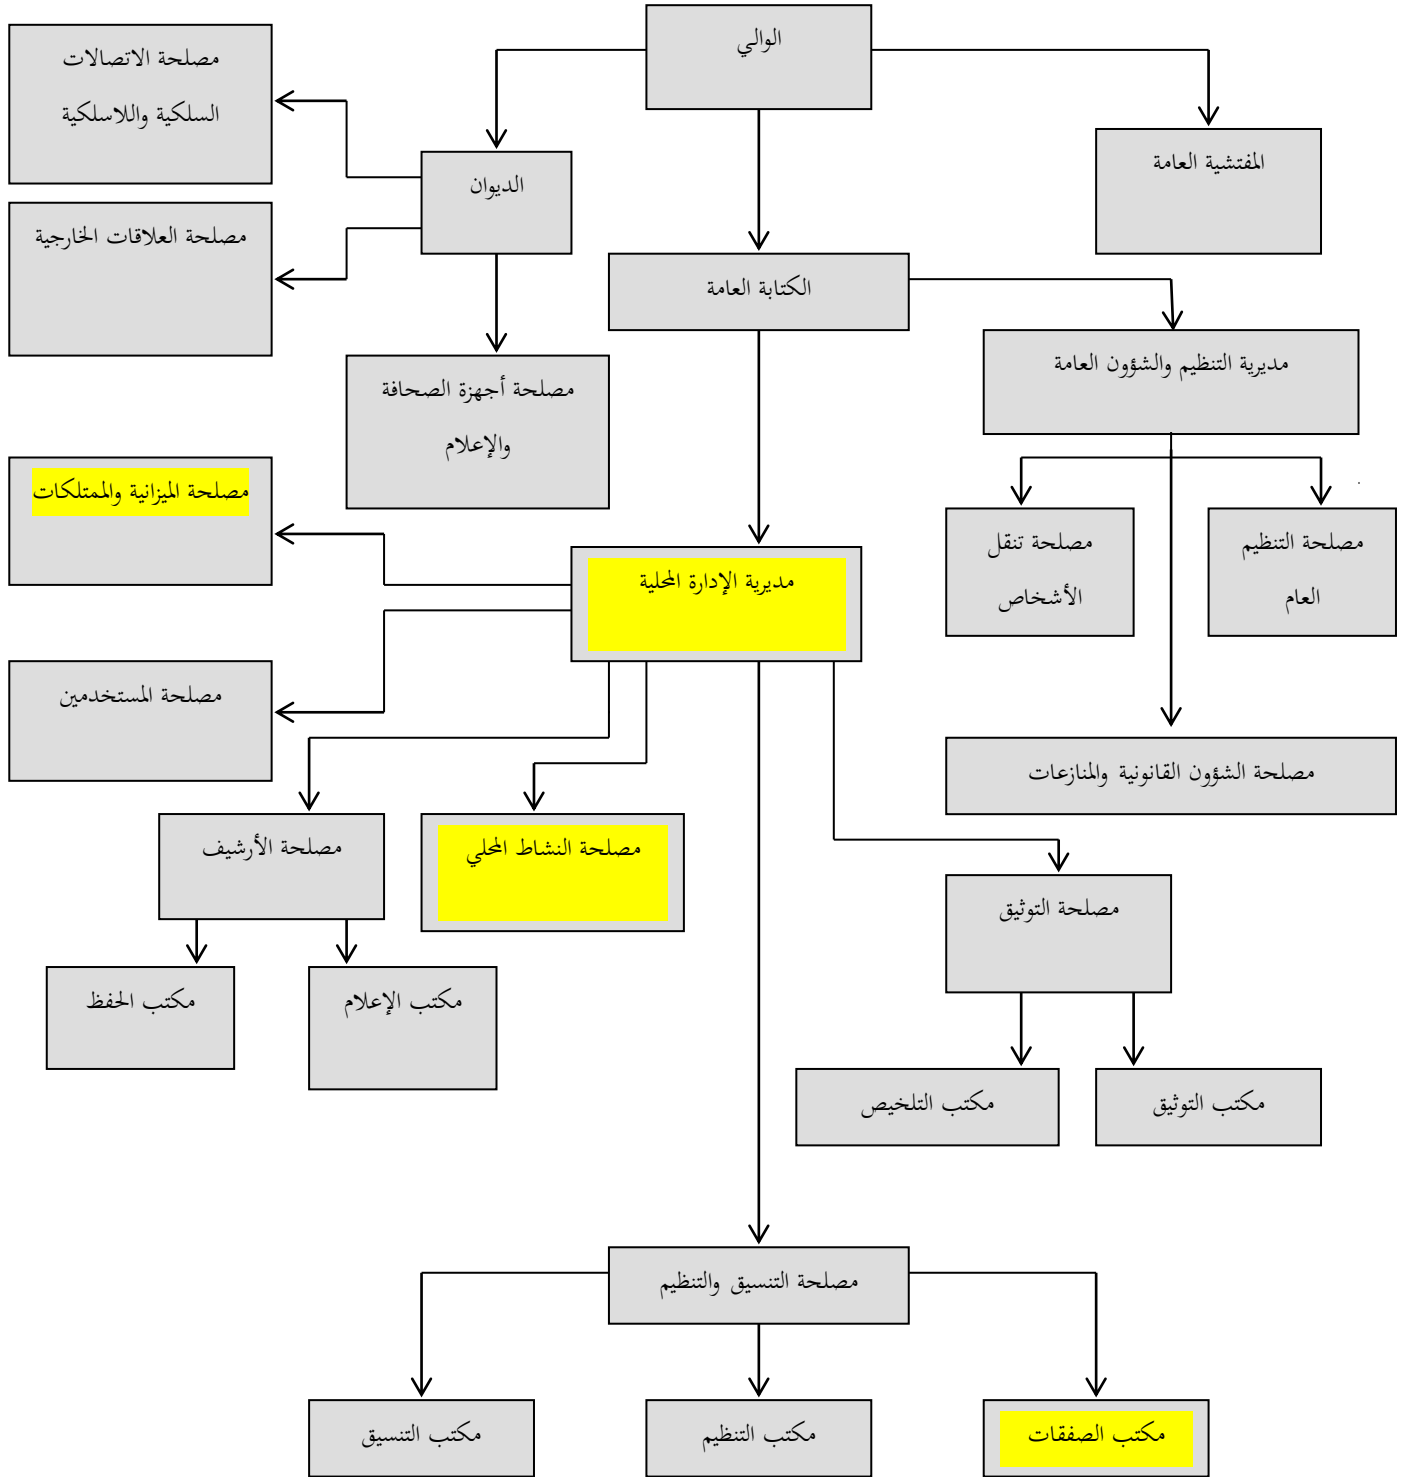 الوالي
مصلحة الاتصالات
السلكية واللاسلكية
المفتشية العامة
الديوان
مصلحة العلاقات الخارجية
الكتابة العامة
مديرية التنظيم والشؤون العامة
مصلحة أجهزة الصحافة
والإعلام
مصلحة الميزانية والممتلكات
مصلحة التنظيم
العام
مصلحة تنقل
الأشخاص
مديرية الإدارة المحلية
مصلحة المستخدمين
مصلحة الشؤون القانونية والمنازعات
مصلحة الأرشيف
مصلحة النشاط المحلي
مصلحة التوثيق
مكتب الإعلام
مكتب الحفظ
مكتب التوثيق
مكتب التلخيص
مصلحة التنسيق والتنظيم
مكتب الصفقات
مكتب التنظيم
مكتب التنسيق